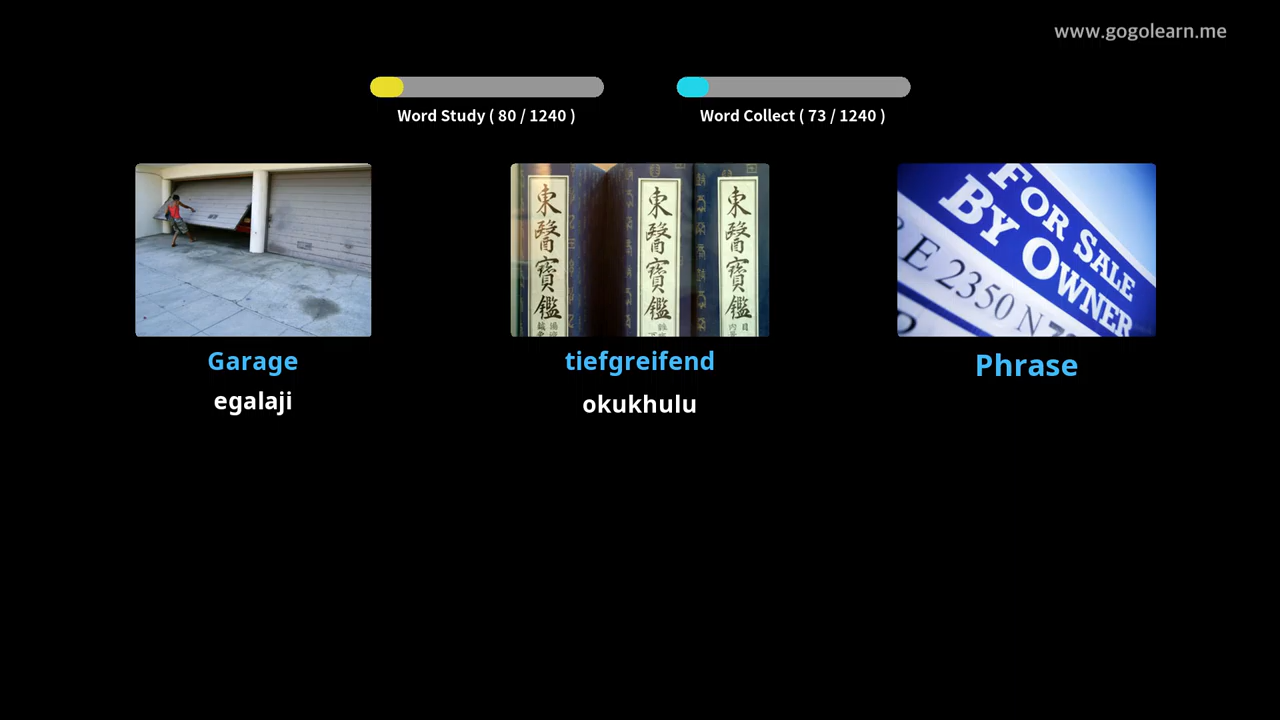 www.gogolearn.me
Word Study ( 80 / 1240 )
Word Collect ( 73 / 1240 )
東醫寶鑑
東醫寶鑑
東醫寶鑑
FOR SALE
BY OWNER
E 2350 N
Garage
egalaji
tiefgreifend
okukhulu
Phrase